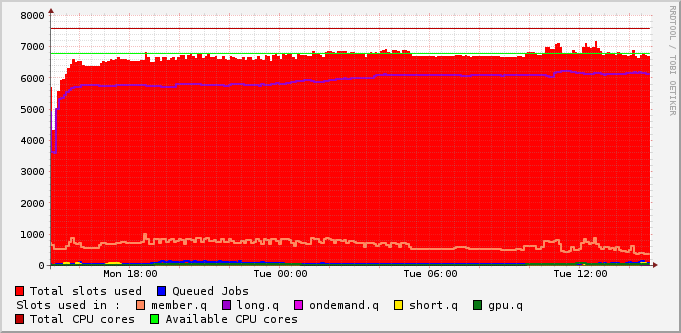 8000
7000
6000
5000
4000
3000
2000
1000
0
Mon 18:00 Tue 00:00 Tue 06:00 Tue 12:00
Total slots used Queued Jobs
Slots used in : member.q long.q ondemand.q short.q gpu.q
Total CPU cores Available CPU cores
RRDTOOL / TOBI OETIKER